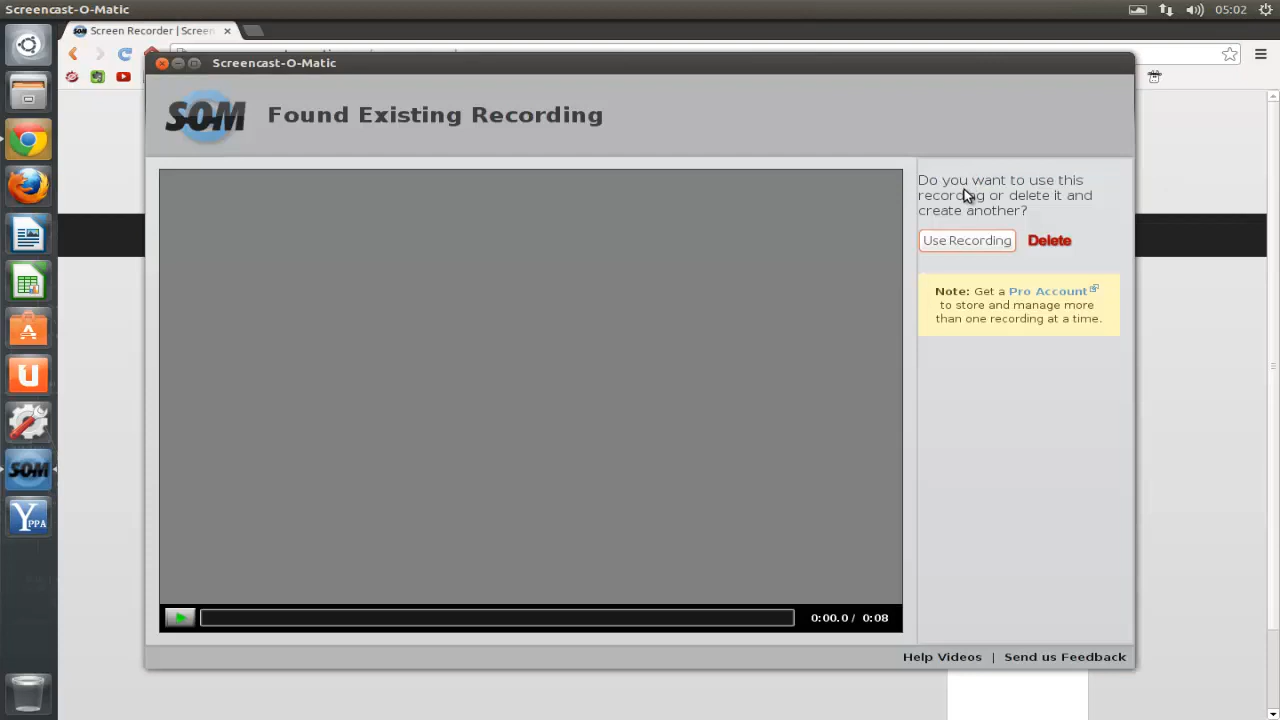 Screencast-O-Matic
05:02
Screen Recorder | Screen
Screencast-O-Matic
SOM
Found Existing Recording
Do you want to use this
recording or delete it and
create another?
Use Recording
Delete
Note: Get a Pro Account
to store and manage more
than one recording at a time.
U
SOM
YPPA
0:00.0 / 0:08
Help Videos | Send us Feedback